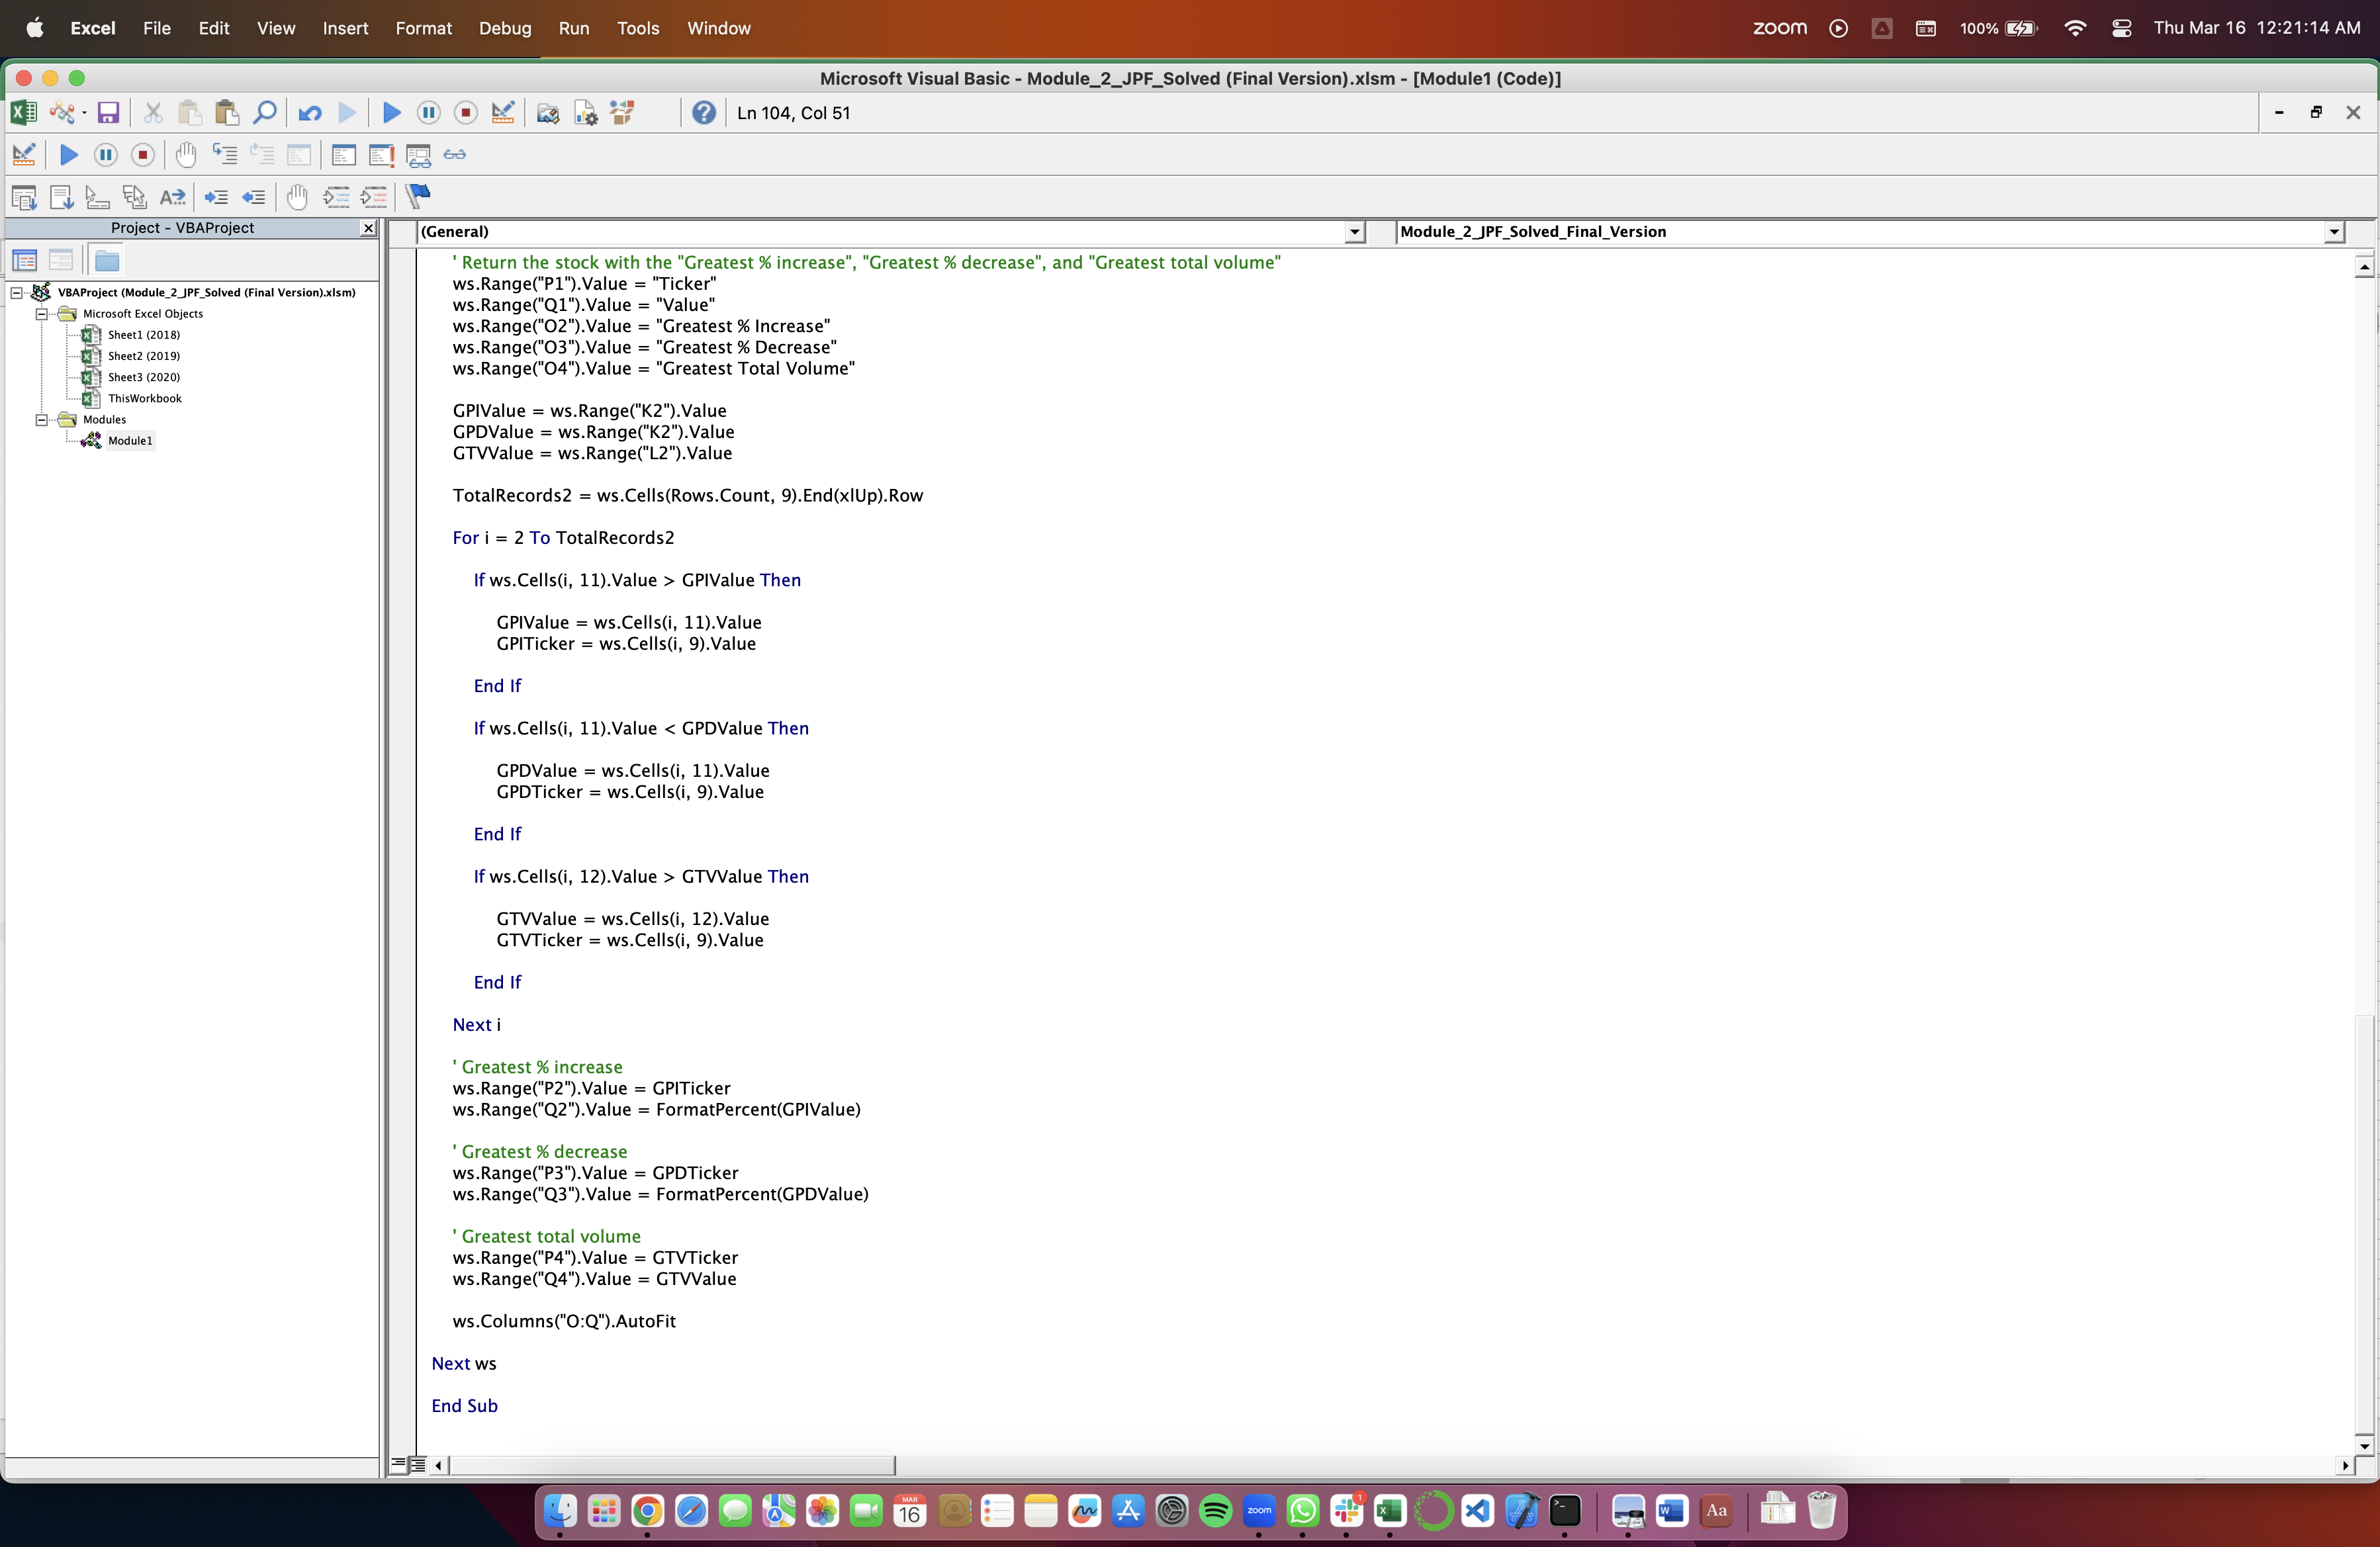 Excel File Edit View Insert Format Debug Run Tools Window zoom 100% Thu Mar 16 12:21:14 AM
Microsoft Visual Basic - Module_2_JPF_Solved (Final Version).xlsm - [Module1 (Code)]
Ln 104, Col 51
Project - VBAProject
(General) Module_2_JPF_Solved_Final_Version
VBAProject (Module_2_JPF_Solved (Final Version).xlsm)
Microsoft Excel Objects
Sheet1 (2018)
Sheet2 (2019)
Sheet3 (2020)
ThisWorkbook
Modules
Module1
' Return the stock with the "Greatest % increase", "Greatest % decrease", and "Greatest total volume"
ws.Range("P1").Value = "Ticker"
ws.Range("Q1").Value = "Value"
ws.Range("O2").Value = "Greatest % Increase"
ws.Range("O3").Value = "Greatest % Decrease"
ws.Range("O4").Value = "Greatest Total Volume"
GPIValue = ws.Range("K2").Value
GPDValue = ws.Range("K2").Value
GTVValue = ws.Range("L2").Value
TotalRecords2 = ws.Cells(Rows.Count, 9).End(xlUp).Row
For i = 2 To TotalRecords2
If ws.Cells(i, 11).Value > GPIValue Then
GPIValue = ws.Cells(i, 11).Value
GPITicker = ws.Cells(i, 9).Value
End If
If ws.Cells(i, 11).Value < GPDValue Then
GPDValue = ws.Cells(i, 11).Value
GPDTicker = ws.Cells(i, 9).Value
End If
If ws.Cells(i, 12).Value > GTVValue Then
GTVValue = ws.Cells(i, 12).Value
GTVTicker = ws.Cells(i, 9).Value
End If
Next i
' Greatest % increase
ws.Range("P2").Value = GPITicker
ws.Range("Q2").Value = FormatPercent(GPIValue)
' Greatest % decrease
ws.Range("P3").Value = GPDTicker
ws.Range("Q3").Value = FormatPercent(GPDValue)
' Greatest total volume
ws.Range("P4").Value = GTVTicker
ws.Range("Q4").Value = GTVValue
ws.Columns("O:Q").AutoFit
Next ws
End Sub
MAR
16
zoom
1
Aa